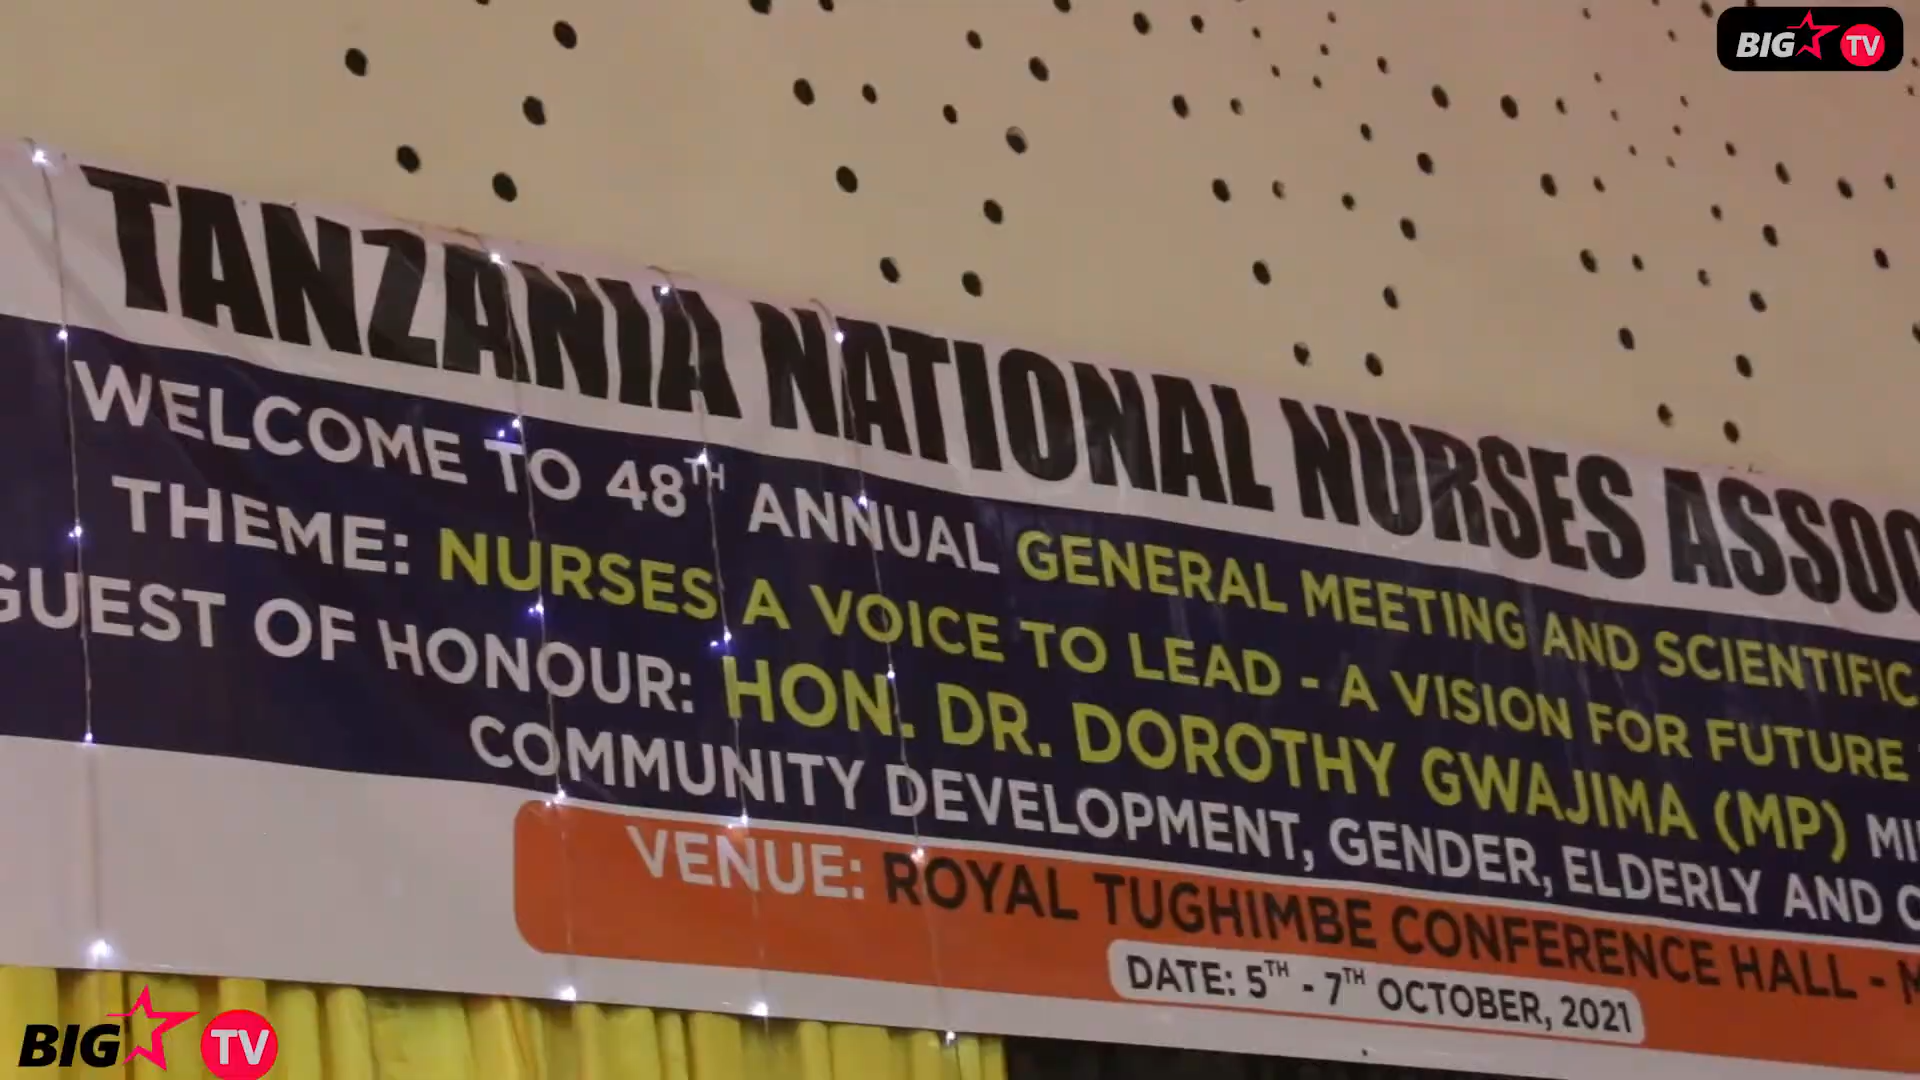 BIG TV
TANZANIA NATIONAL NURSES
WELCOME TO 48TH ANNUAL GENERAL MEETING AND SCIENTIFIC
THEME: NURSES A VOICE TO LEAD - A VISION FOR FUTURE
GUEST OF HONOUR: HON. DR. DOROTHY GWAJIMA (MP)
COMMUNITY DEVELOPMENT, GENDER, ELDERLY AND
VENUE: ROYAL TUGHIMBE CONFERENCE HALL -
DATE: 5TH - 7TH OCTOBER, 2021
BIG TV